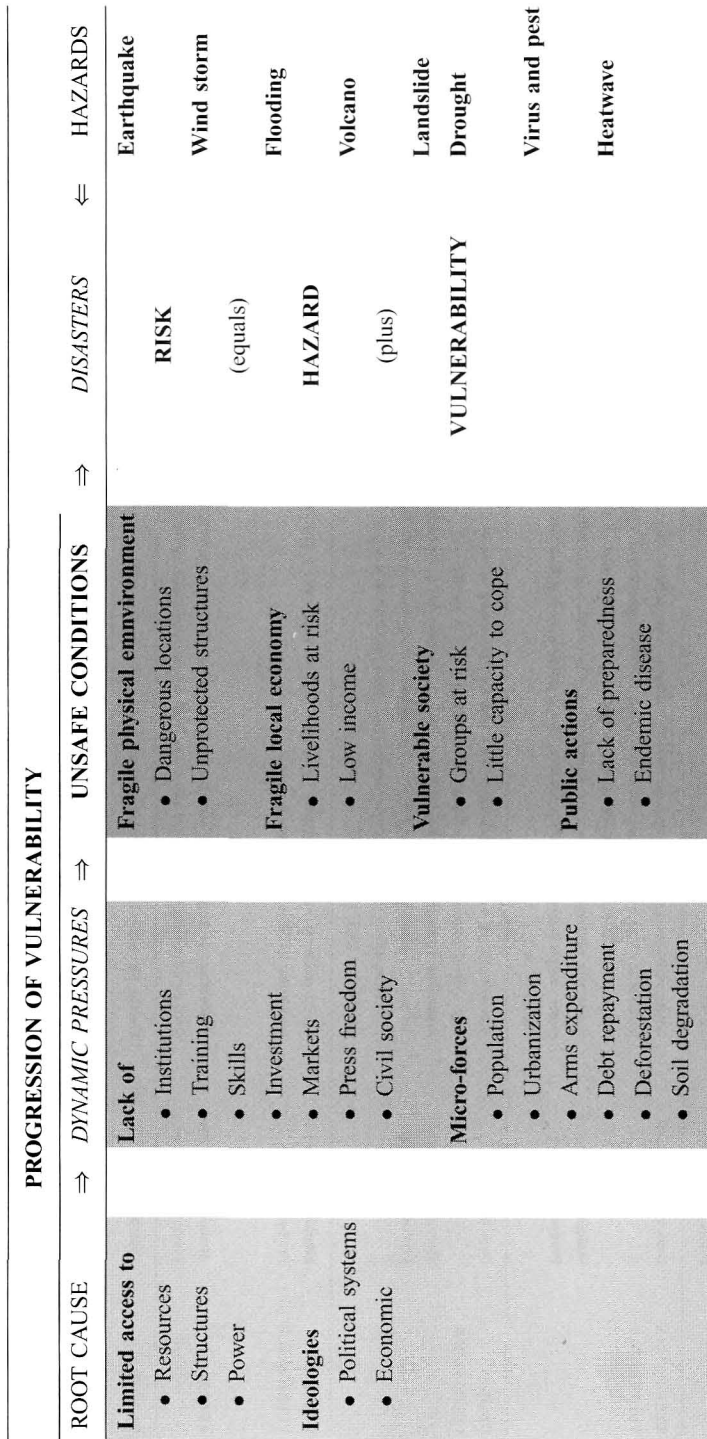 PROGRESSION OF VULNERABILITY
ROOT CAUSE ⇒ DYNAMIC PRESSURES ⇒ UNSAFE CONDITIONS ⇒ DISASTERS ⇐ HAZARDS
Limited access to
• Resources
• Structures
• Power
Ideologies
• Political systems
• Economic
Lack of
• Institutions
• Training
• Skills
• Investment
• Markets
• Press freedom
• Civil society
Micro-forces
• Population
• Urbanization
• Arms expenditure
• Debt repayment
• Deforestation
• Soil degradation
Fragile physical emnvironment
• Dangerous locations
• Unprotected structures
Fragile local economy
• Livelihoods at risk
• Low income
Vulnerable society
• Groups at risk
• Little capacity to cope
Public actions
• Lack of preparedness
• Endemic disease
RISK
(equals)
HAZARD
(plus)
VULNERABILITY
Earthquake
Wind storm
Flooding
Volcano
Landslide
Drought
Virus and pest
Heatwave